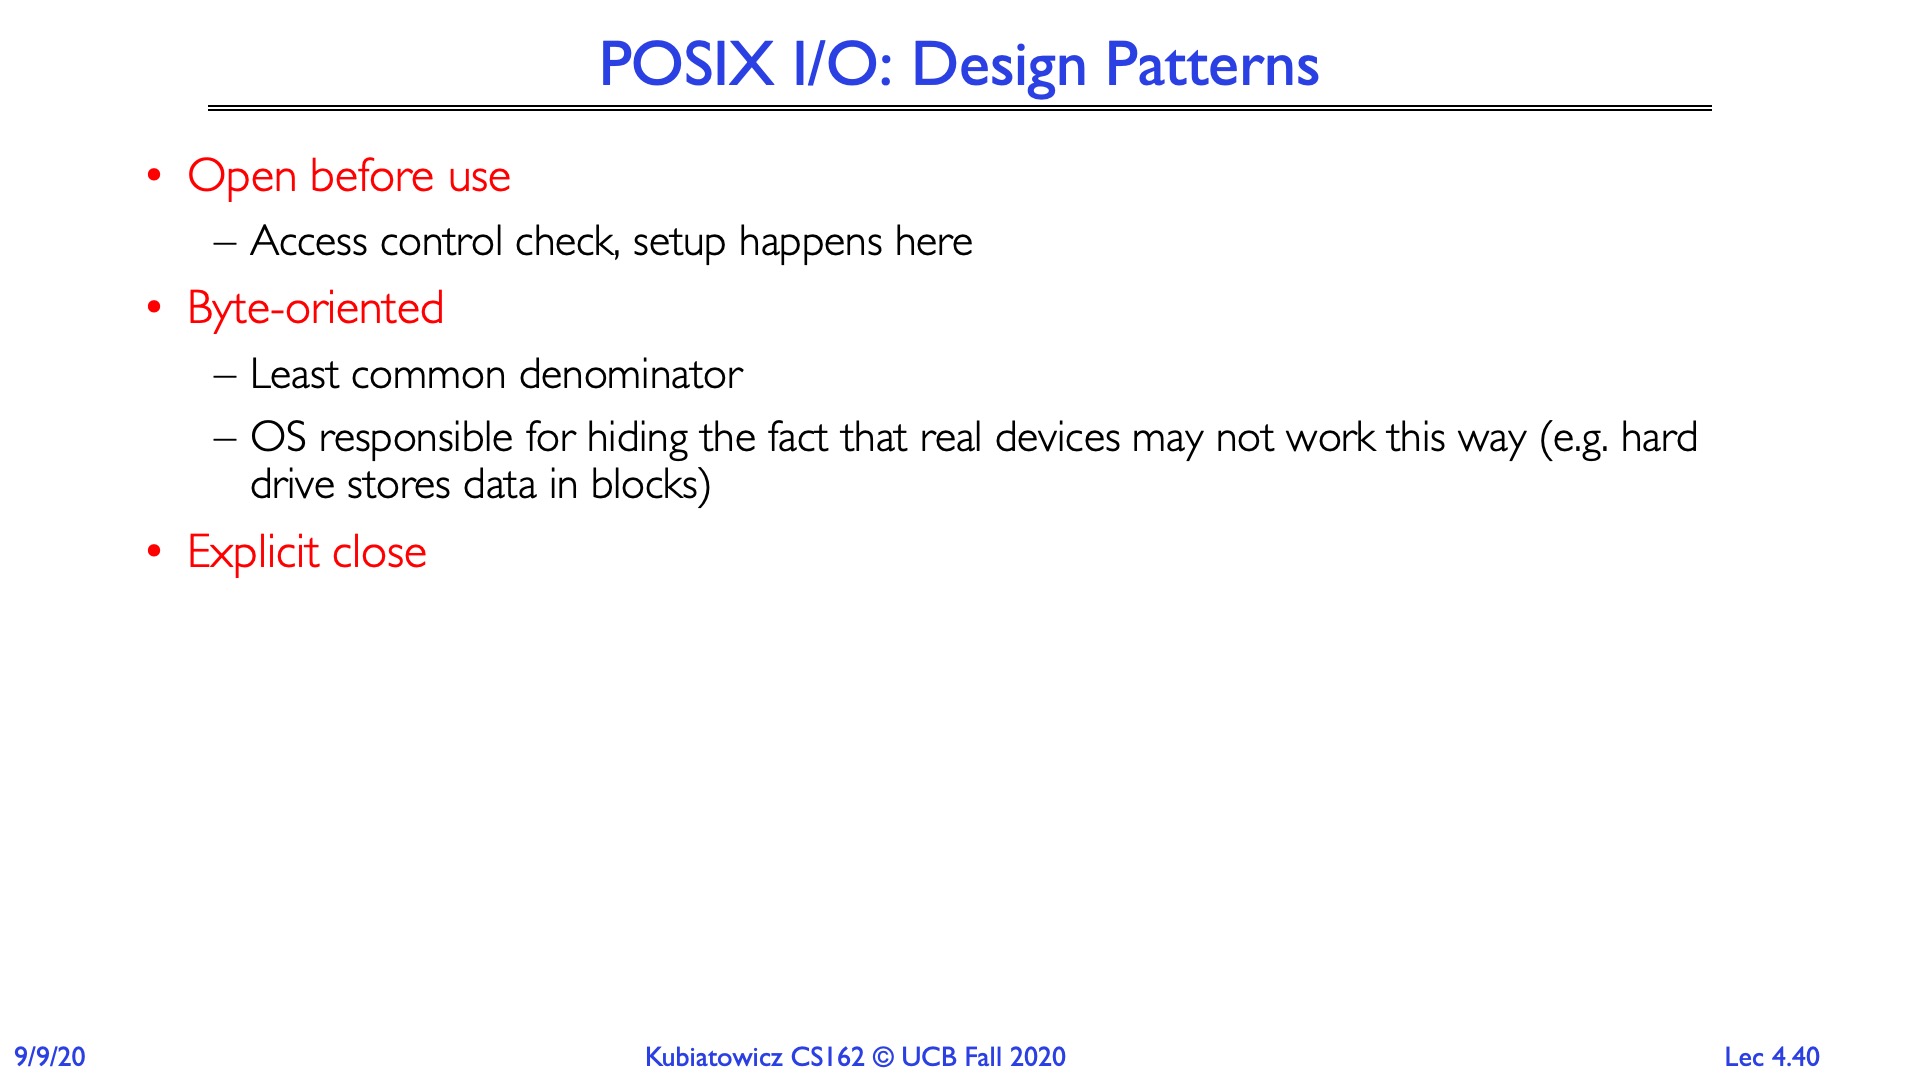 POSIX I/O: Design Patterns
• Open before use
– Access control check, setup happens here
• Byte-oriented
– Least common denominator
– OS responsible for hiding the fact that real devices may not work this way (e.g. hard
drive stores data in blocks)
• Explicit close
9/9/20
Kubiatowicz CS162 © UCB Fall 2020
Lec 4.40